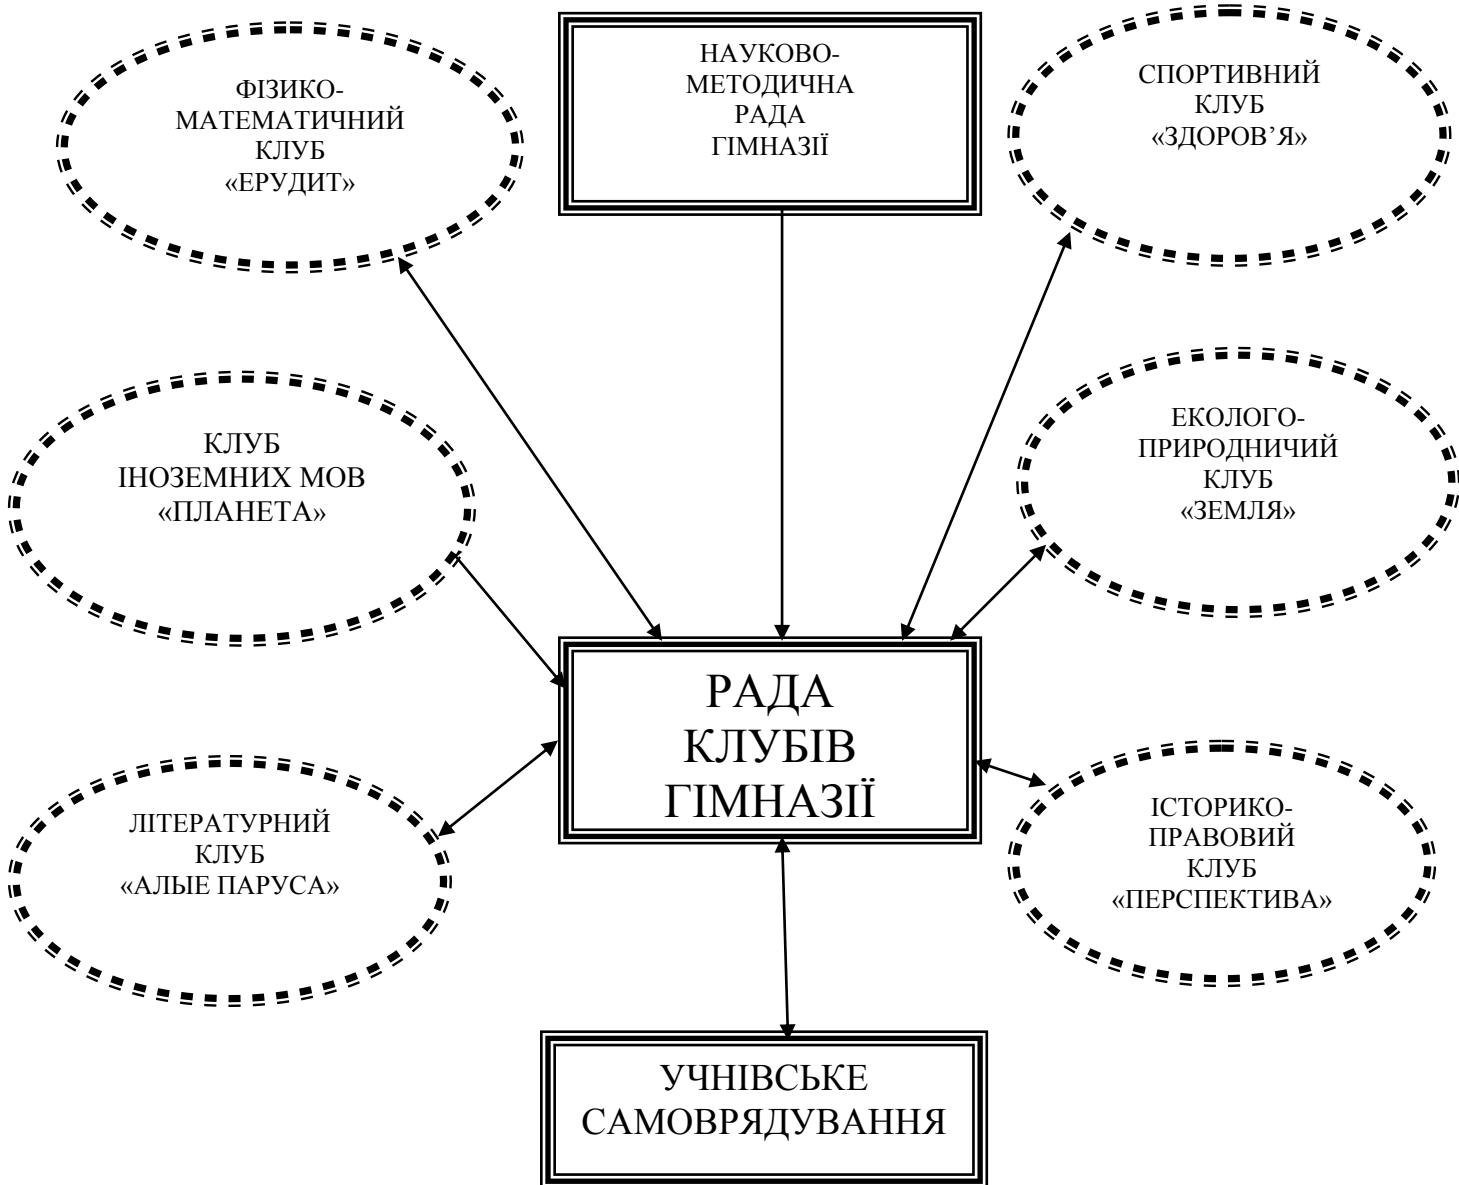 ФІЗИКО-
МАТЕМАТИЧНИЙ
КЛУБ
«ЕРУДИТ»
НАУКОВО-
МЕТОДИЧНА
РАДА
ГІМНАЗІЇ
СПОРТИВНИЙ
КЛУБ
«ЗДОРОВ’Я»
КЛУБ
ІНОЗЕМНИХ МОВ
«ПЛАНЕТА»
ЕКОЛОГО-
ПРИРОДНИЧИЙ
КЛУБ
«ЗЕМЛЯ»
РАДА
КЛУБІВ
ГІМНАЗІЇ
ЛІТЕРАТУРНИЙ
КЛУБ
«АЛЫЕ ПАРУСА»
ІСТОРИКО-
ПРАВОВИЙ
КЛУБ
«ПЕРСПЕКТИВА»
УЧНІВСЬКЕ
САМОВРЯДУВАННЯ